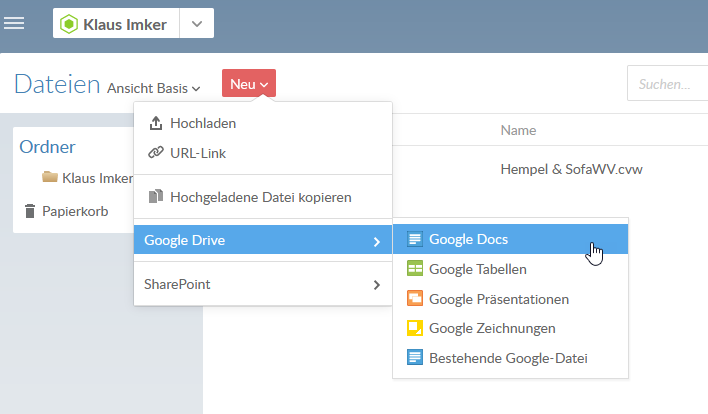 Klaus Imker
Dateien Ansicht Basis
Neu
Suchen...
Ordner
Klaus Imker
Papierkorb
Hochladen
URL-Link
Hochgeladene Datei kopieren
Google Drive
SharePoint
Google Docs
Google Tabellen
Google Präsentationen
Google Zeichnungen
Bestehende Google-Datei
Name
Hempel & SofaWV.cvw